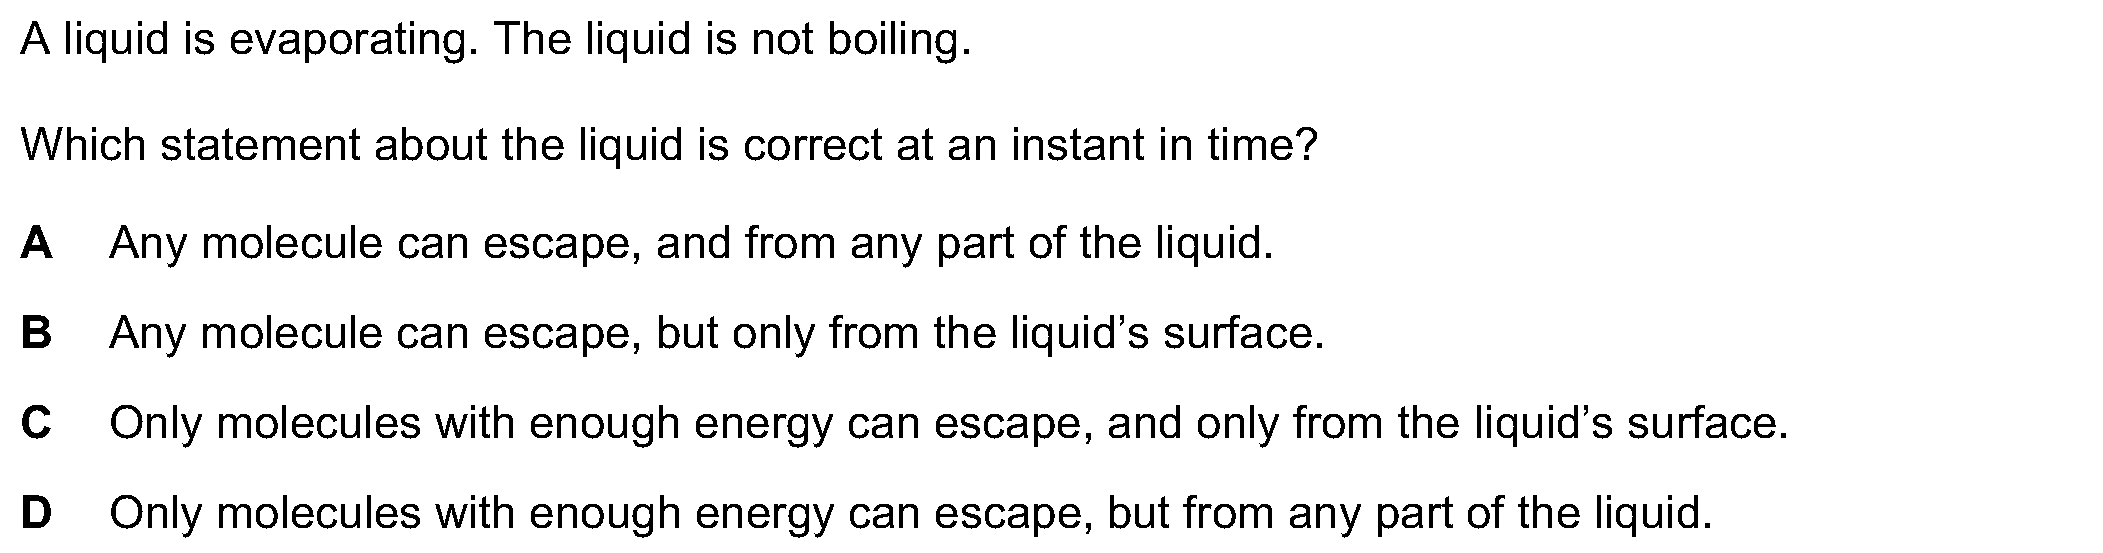 A liquid is evaporating. The liquid is not boiling.
Which statement about the liquid is correct at an instant in time?
A Any molecule can escape, and from any part of the liquid.
B Any molecule can escape, but only from the liquid’s surface.
C Only molecules with enough energy can escape, and only from the liquid’s surface.
D Only molecules with enough energy can escape, but from any part of the liquid.